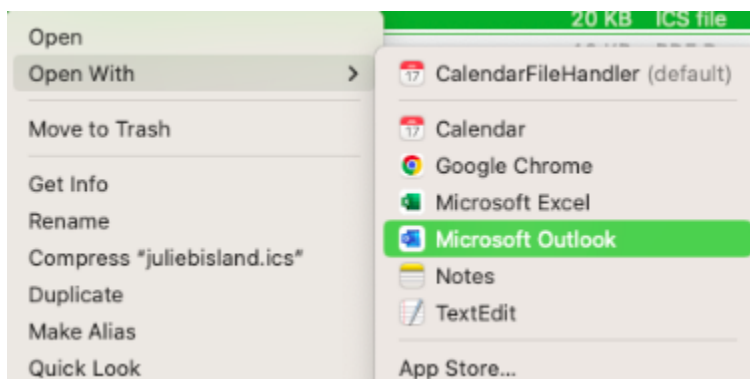 20 KB ICS file
Open
Open With
Move to Trash
Get Info
Rename
Compress "juliebisland.ics"
Duplicate
Make Alias
Quick Look
CalendarFileHandler (default)
Calendar
Google Chrome
Microsoft Excel
Microsoft Outlook
Notes
TextEdit
App Store...